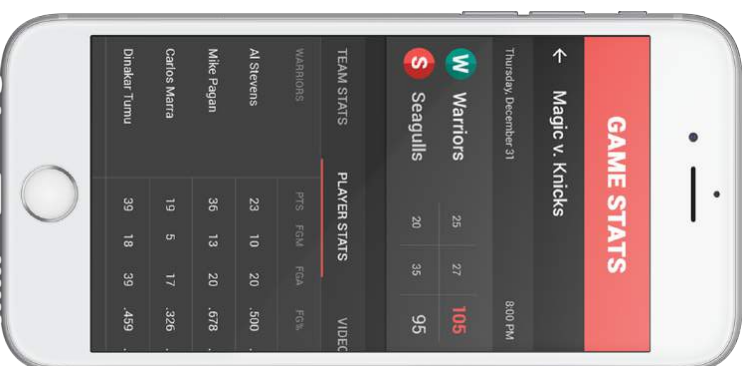 GAME STATS
← Magic v. Knicks
Thursday, December 31 8:00 PM
W Warriors 25 27 105
S Seagulls 20 35 95
TEAM STATS PLAYER STATS VIDEO
WARRIORS PTS FGM FGA FG%
Al Stevens 23 10 20 .500 .
Mike Pagan 36 13 20 .678 .
Carlos Marra 19 5 17 .326 .
Dinakar Tumu 39 18 39 .459 .